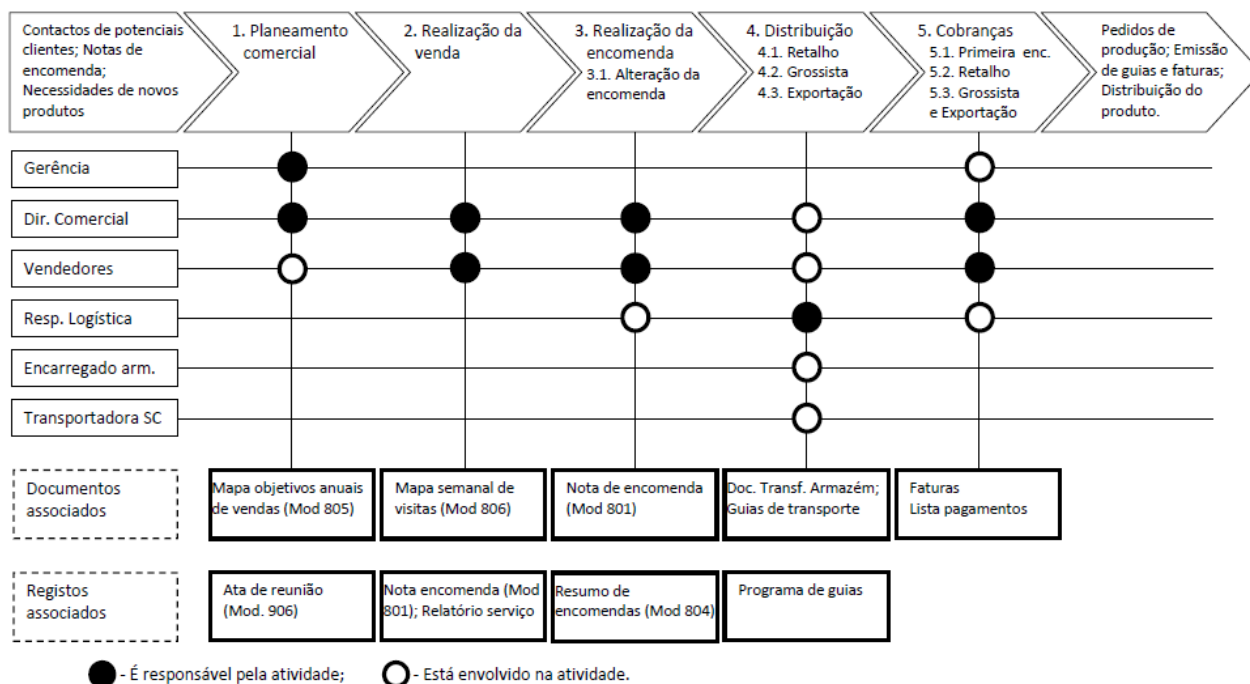 Contactos de potenciais
clientes; Notas de
encomenda;
Necessidades de novos
produtos
1. Planeamento
comercial
2. Realização da
venda
3. Realização da
encomenda
3.1. Alteração da
encomenda
4. Distribuição
4.1. Retalho
4.2. Grossista
4.3. Exportação
5. Cobranças
5.1. Primeira enc.
5.2. Retalho
5.3. Grossista
e Exportação
Pedidos de
produção; Emissão
de guias e faturas;
Distribuição do
produto.
Gerência
Dir. Comercial
Vendedores
Resp. Logística
Encarregado arm.
Transportadora SC
Documentos
associados
Mapa objetivos anuais
de vendas (Mod 805)
Mapa semanal de
visitas (Mod 806)
Nota de encomenda
(Mod 801)
Doc. Transf. Armazém;
Guias de transporte
Faturas
Lista pagamentos
Registos
associados
Ata de reunião
(Mod. 906)
Nota encomenda (Mod
801); Relatório serviço
Resumo de
encomendas (Mod 804)
Programa de guias
- É responsável pela atividade;
- Está envolvido na atividade.